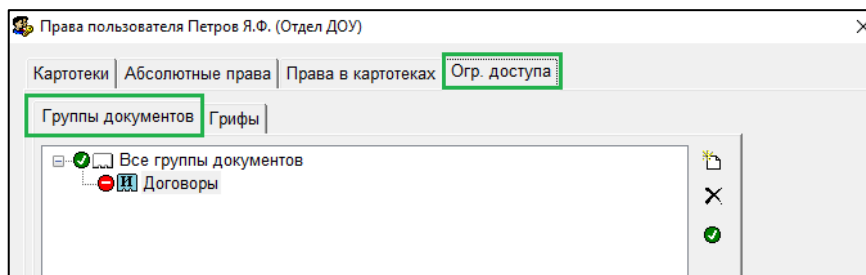 Права пользователя Петров Я.Ф. (Отдел ДОУ)
Картотеки Абсолютные права Права в картотеках Огр. доступа
Группы документов Грифы
Все группы документов
И Договоры